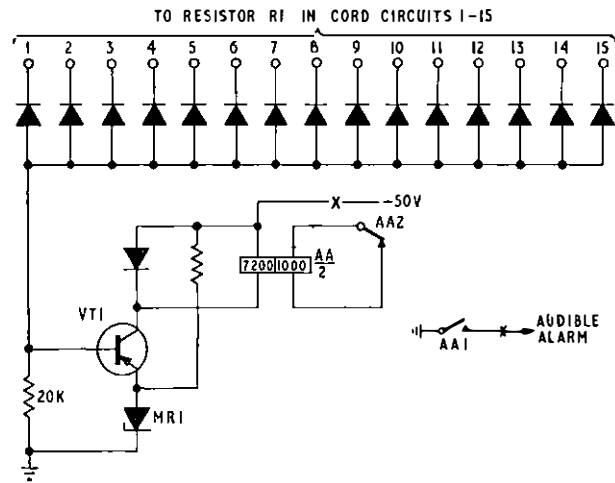 TO RESISTOR R1 IN CORD CIRCUITS 1-15
1 2 3 4 5 6 7 8 9 10 11 12 13 14 15
X -50V
AA2
7200 1000 AA/2
VT1
AA1
X AUDIBLE
ALARM
20K
MR1